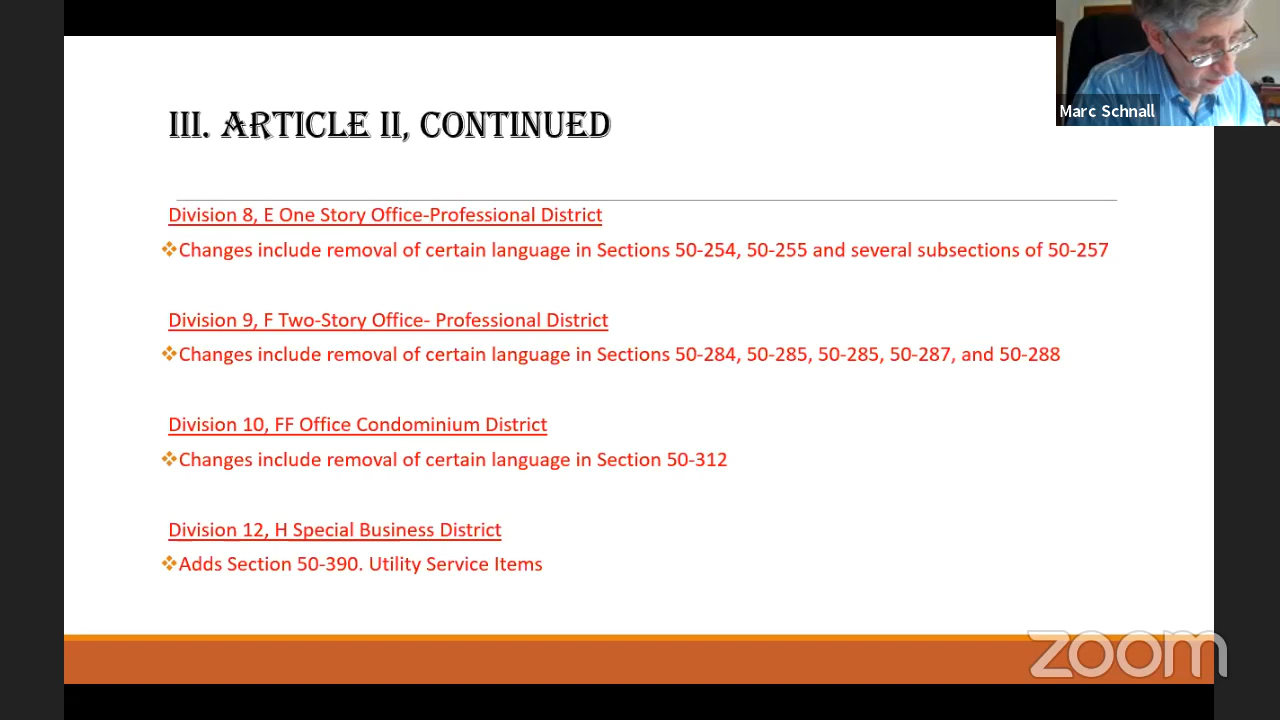 Marc Schnall
III. ARTICLE II, CONTINUED
Division 8, E One Story Office-Professional District
❖Changes include removal of certain language in Sections 50-254, 50-255 and several subsections of 50-257
Division 9, F Two-Story Office- Professional District
❖Changes include removal of certain language in Sections 50-284, 50-285, 50-285, 50-287, and 50-288
Division 10, FF Office Condominium District
❖Changes include removal of certain language in Section 50-312
Division 12, H Special Business District
❖Adds Section 50-390. Utility Service Items
zoom